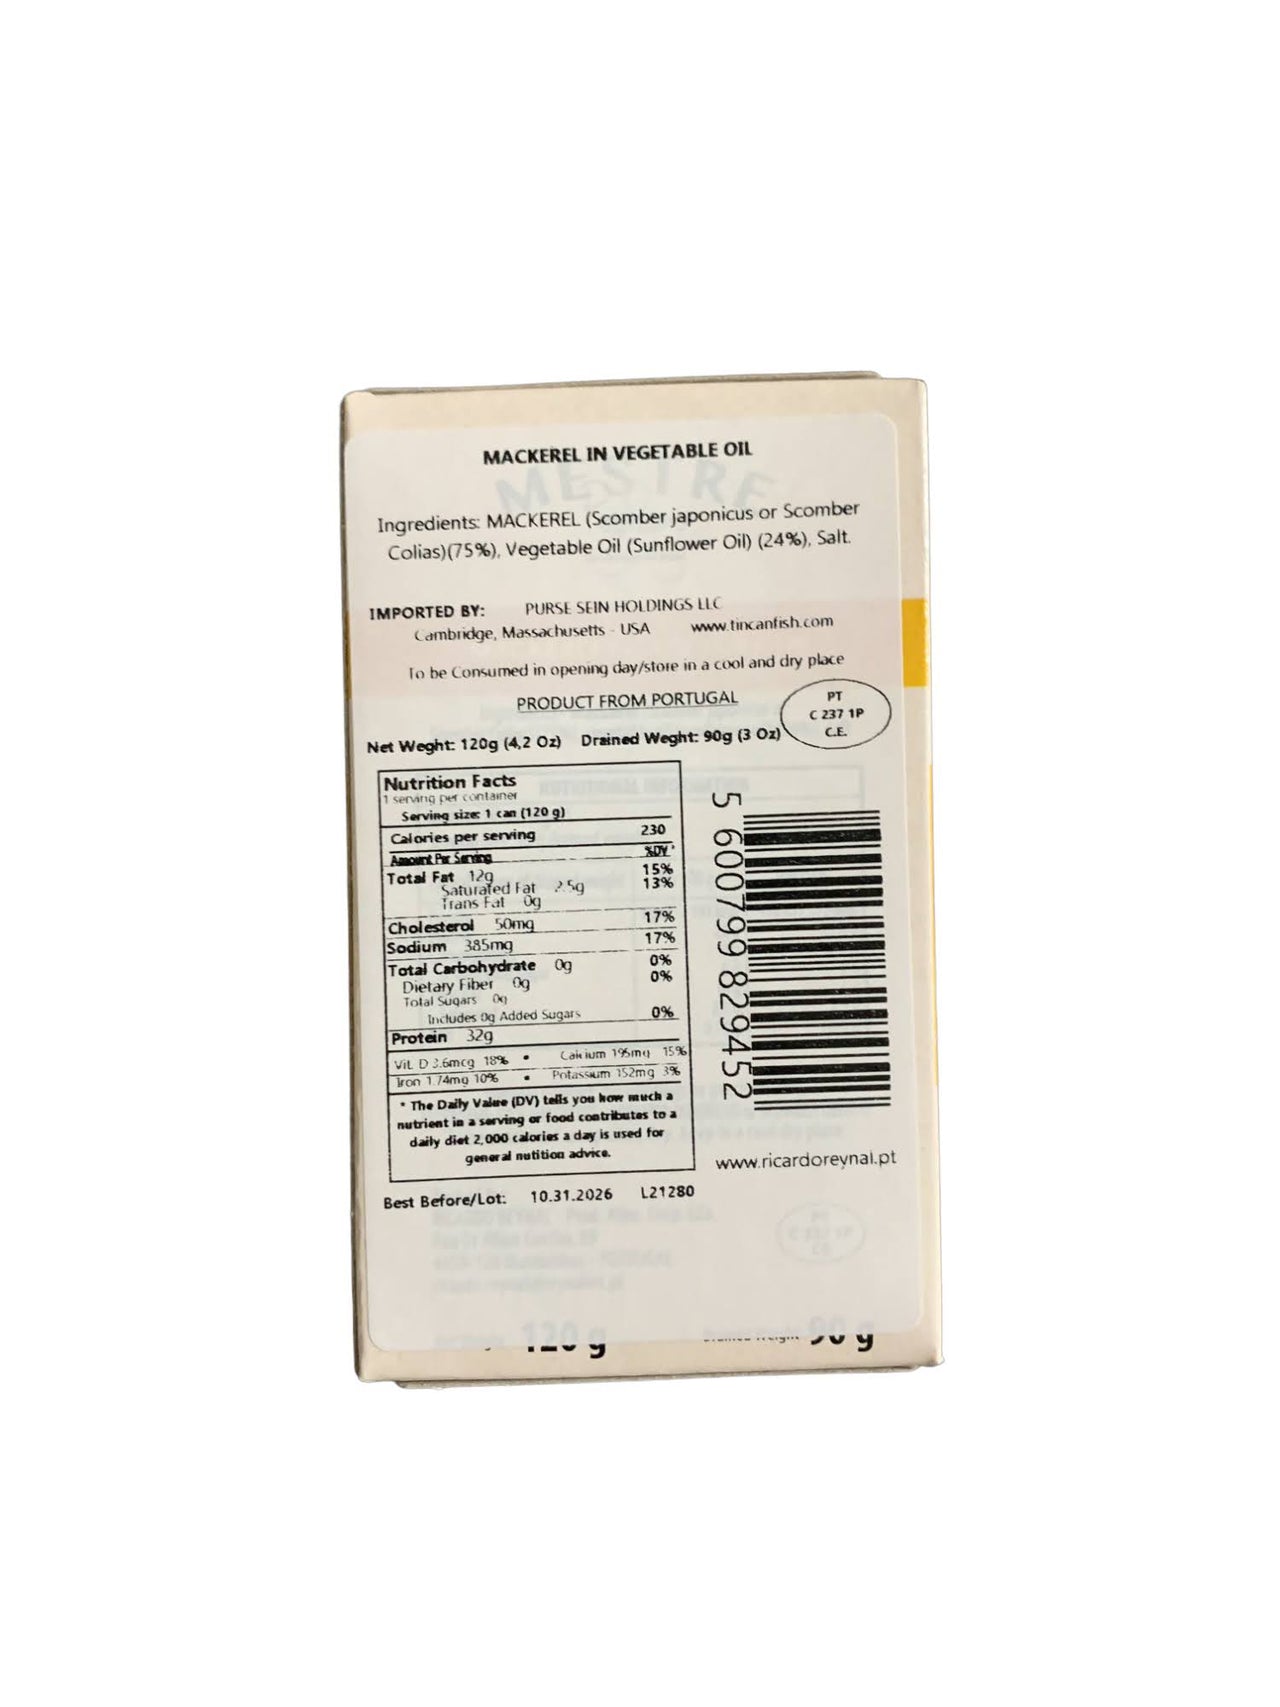 MACKEREL IN VEGETABLE OIL
MESTRE
Ingredients: MACKEREL (Scomber japonicus or Scomber
Colias)(75%), Vegetable Oil (Sunflower Oil) (24%), Salt.
IMPORTED BY: PURSE SEIN HOLDINGS LLC
Cambridge, Massachusetts - USA www.tincanfish.com
To be Consumed in opening day/store in a cool and dry place
PRODUCT FROM PORTUGAL
PT
C 237 1P
C.E.
Net Weght: 120g (4,2 Oz) Drained Weght: 90g (3 Oz)
Nutrition Facts
1 serving per container
Serving size: 1 can (120 g)
Calories per serving 230
Amount Per Serving %DV*
Total Fat 12g 15%
Saturated Fat 2.5g 13%
Trans Fat 0g
Cholesterol 50mg 17%
Sodium 385mg 17%
Total Carbohydrate 0g 0%
Dietary Fiber 0g 0%
Total Sugars 0g
Includes 0g Added Sugars 0%
Protein 32g
Vit. D 3.6mcg 18% • Calcium 195mg 15%
Iron 1.74mg 10% • Potassium 152mg 3%
* The Daily Value (DV) tells you how much a
nutrient in a serving or food contributes to a
daily diet 2,000 calories a day is used for
general nutition advice.
5 600799 829452
www.ricardoreynal.pt
Best Before/Lot: 10.31.2026 L21280
120 g 90 g